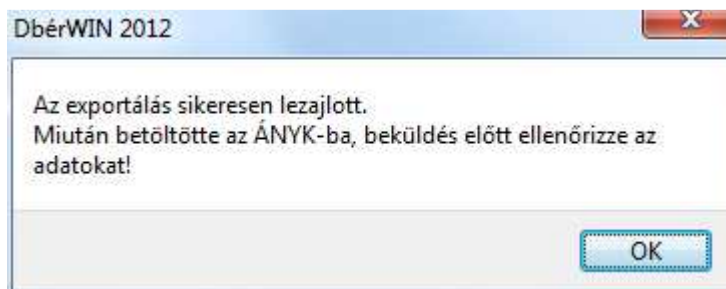 DbérWIN 2012
Az exportálás sikeresen lezajlott.
Miután betöltötte az ÁNYK-ba, beküldés előtt ellenőrizze az
adatokat!
OK